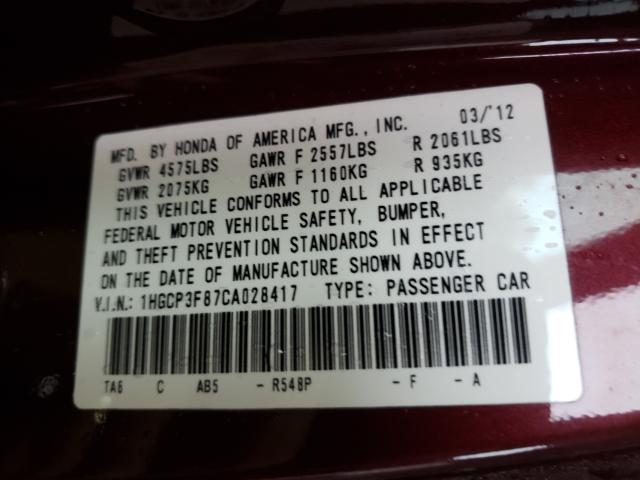 MFD. BY HONDA OF AMERICA MFG., INC. 03/'12
GVWR 4575LBS GAWR F 2557LBS R 2061LBS
GVWR 2075KG GAWR F 1160KG R 935KG
THIS VEHICLE CONFORMS TO ALL APPLICABLE
FEDERAL MOTOR VEHICLE SAFETY, BUMPER,
AND THEFT PREVENTION STANDARDS IN EFFECT
ON THE DATE OF MANUFACTURE SHOWN ABOVE.
V.I.N.: 1HGCP3F87CA028417 TYPE: PASSENGER CAR
TA6 C AB5 -R548P -F -A